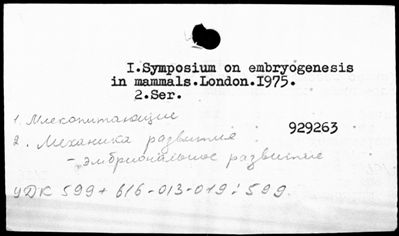 I.Symposium on embryogenesis
in mammals.London.I975.
2.Ser.
1. Млекопитающие
2. Механика развития
929263
- эмбриональное развитие
УДК 599 + 616-013-019:599.